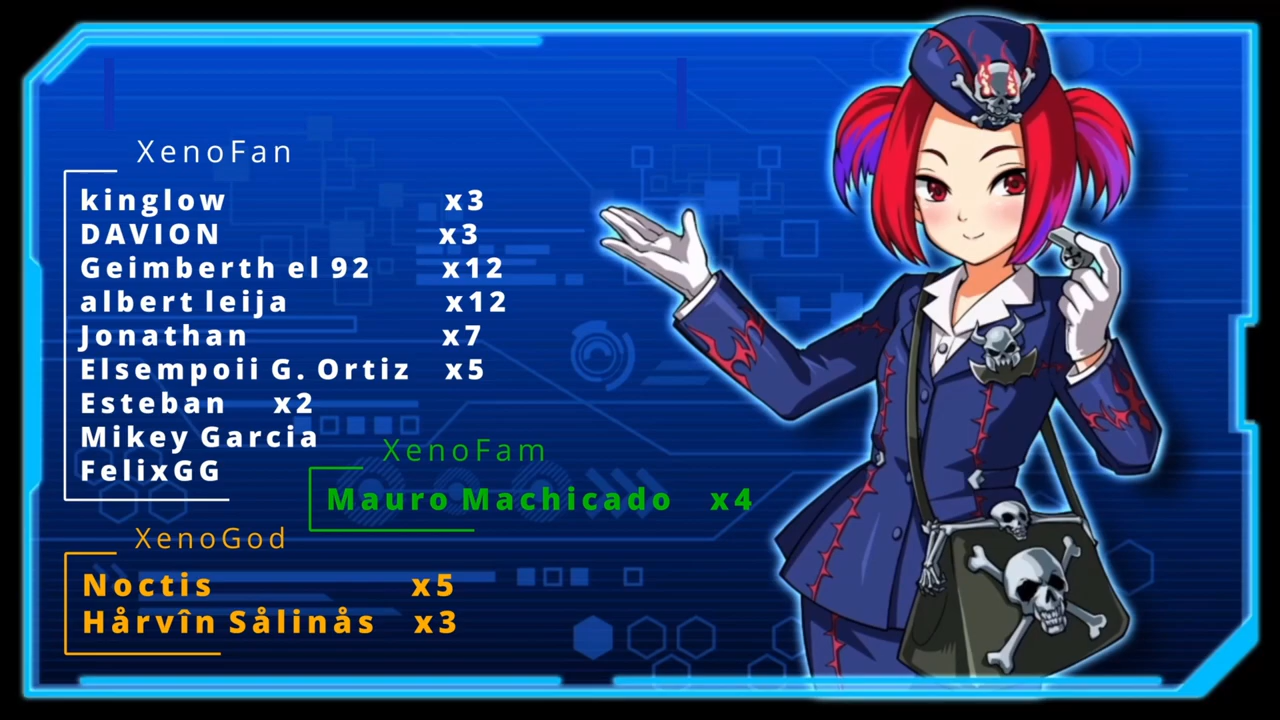 XenoFan
kinglow x3
DAVION x3
Geimberth el 92 x12
albert leija x12
Jonathan x7
Elsempoii G. Ortiz x5
Esteban x2
Mikey Garcia
FelixGG
XenoFam
Mauro Machicado x4
XenoGod
Noctis x5
Hårvîn Sålinås x3